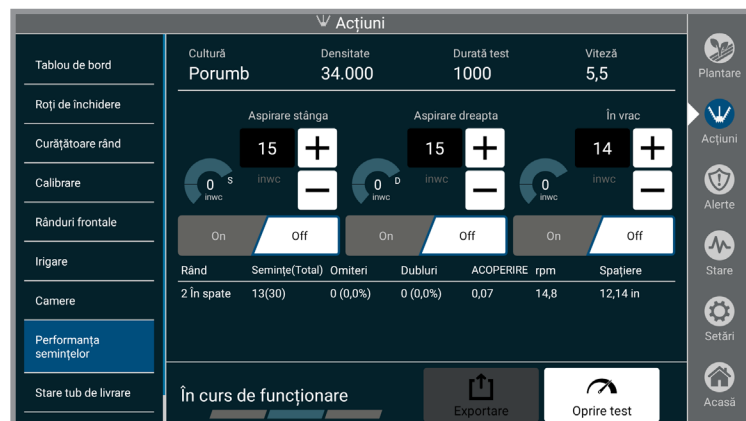 Acțiuni
Tablou de bord
Roți de închidere
Curățătoare rând
Calibrare
Rânduri frontale
Irigare
Camere
Performanța
semințelor
Stare tub de livrare
Cultură Densitate Durată test Viteză
Porumb 34.000 1000 5,5
Aspirare stânga Aspirare dreapta În vrac
15 + 15 + 14 +
0 S inwc − 0 D inwc − 0 inwc −
inwc inwc inwc
On Off On Off On Off
Rând Semințe(Total) Omiteri Dubluri ACOPERIRE rpm Spațiere
2 În spate 13(30) 0 (0,0%) 0 (0,0%) 0,07 14,8 12,14 in
În curs de funcționare
Exportare
Oprire test
Plantare
Acțiuni
Alerte
Stare
Setări
Acasă